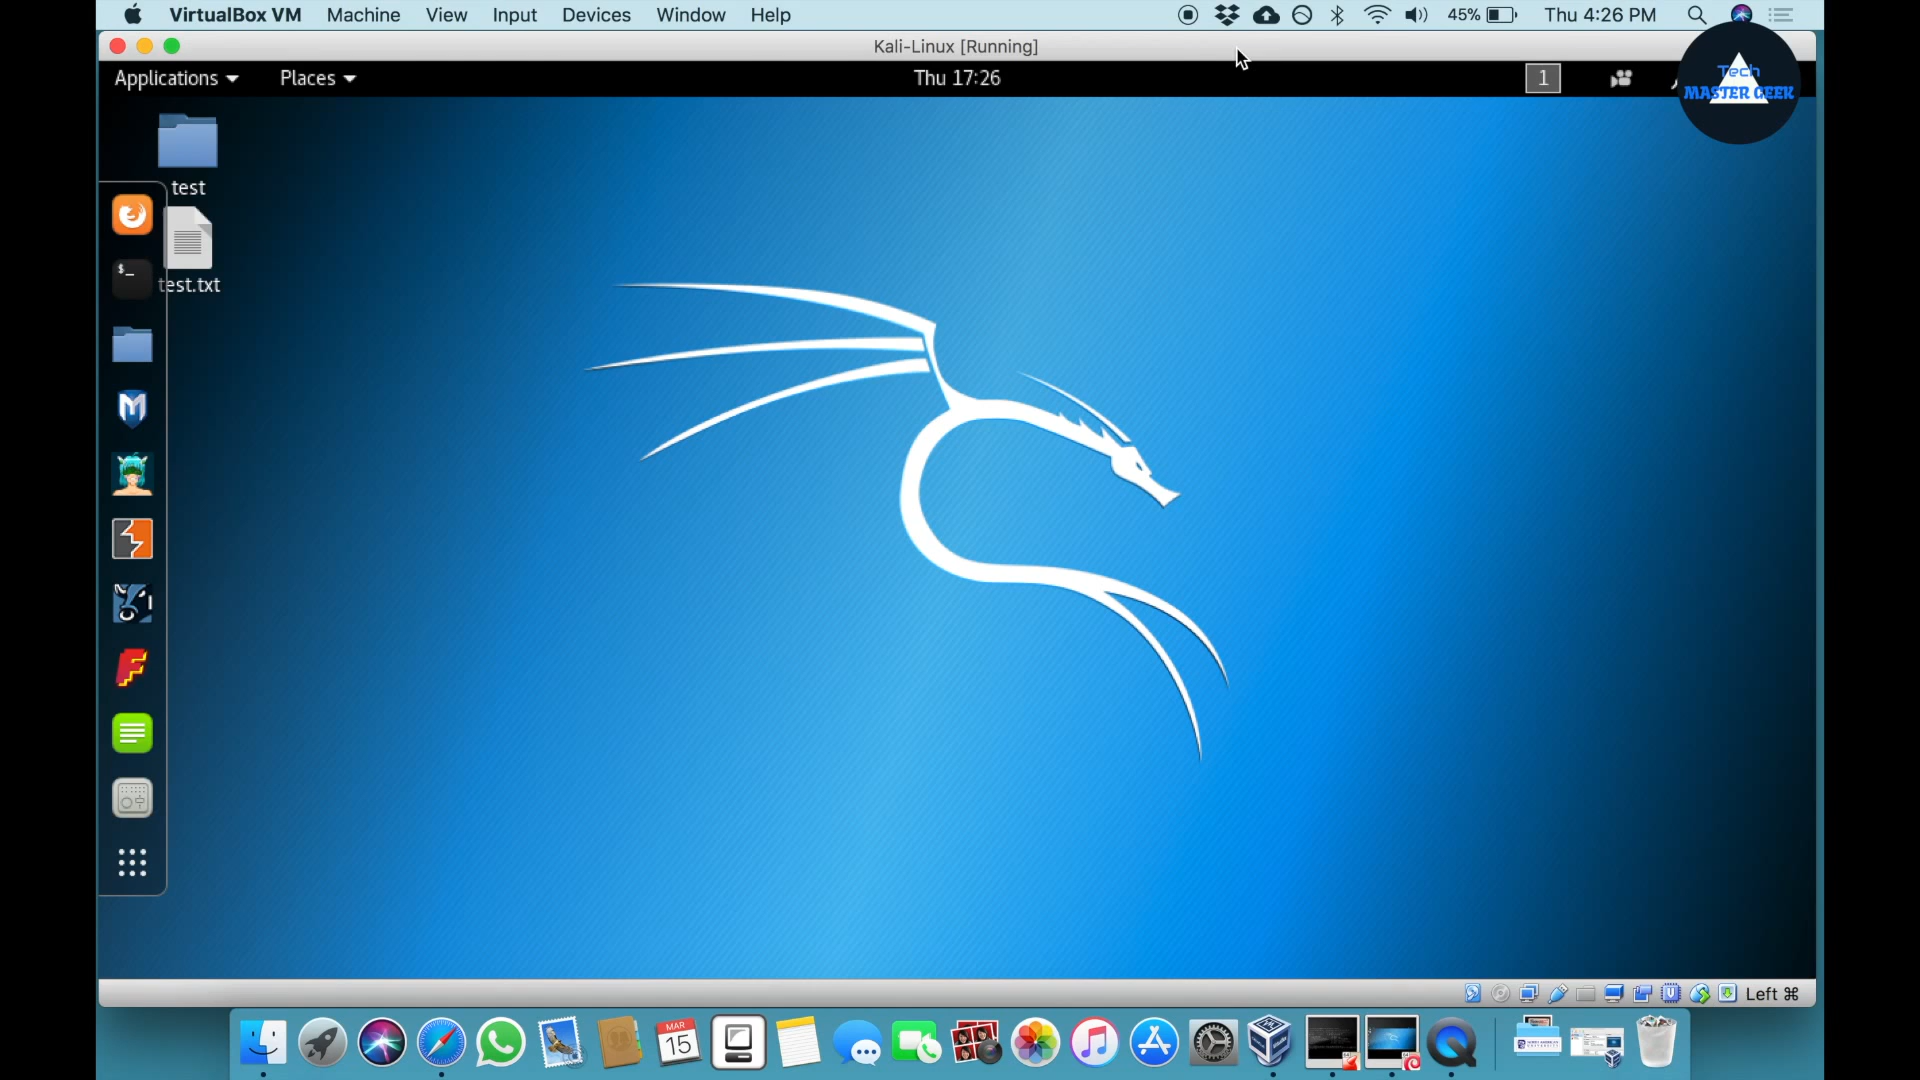 VirtualBox VM Machine View Input Devices Window Help 45% Thu 4:26 PM
Kali-Linux [Running]
Applications Places Thu 17:26 1
Tech
MASTER GEEK
test
$_
test.txt
Left ⌘
MAR
15